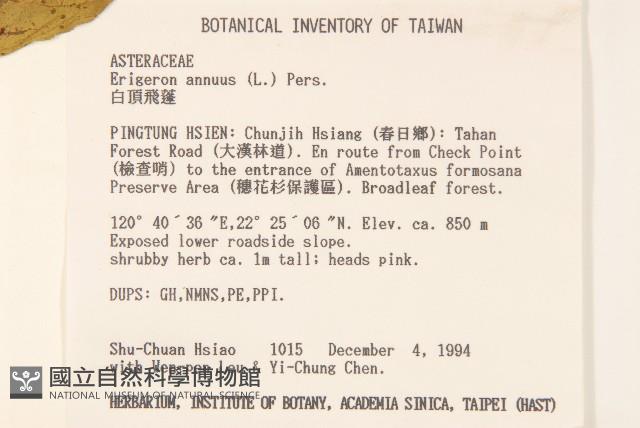 BOTANICAL INVENTORY OF TAIWAN
ASTERACEAE
Erigeron annuus (L.) Pers.
白頂飛蓬
PINGTUNG HSIEN: Chunjih Hsiang (春日鄉): Tahan
Forest Road (大漢林道). En route from Check Point
(檢查哨) to the entrance of Amentotaxus formosana
Preserve Area (穗花杉保護區). Broadleaf forest.
120° 40´36 ″E,22° 25´06 ″N. Elev. ca. 850 m
Exposed lower roadside slope.
shrubby herb ca. 1m tall; heads pink.
DUPS: GH,NMNS,PE,PPI.
Shu-Chuan Hsiao 1015 December 4, 1994
with & Yi-Chung Chen.
國立自然科學博物館
NATIONAL MUSEUM OF NATURAL SCIENCE
HERBARIUM, INSTITUTE OF BOTANY, ACADEMIA SINICA, TAIPEI (HAST)